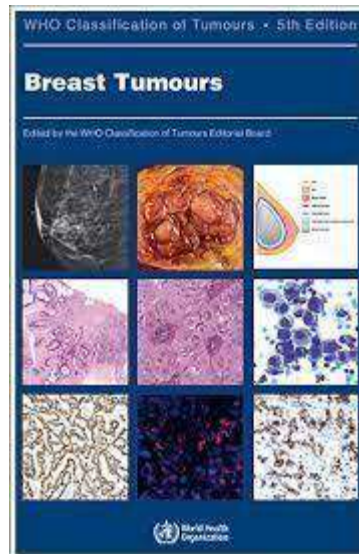 WHO Classification of Tumours • 5th Edition
Breast Tumours
Edited by the WHO Classification of Tumours Editorial Board
World Health
Organization